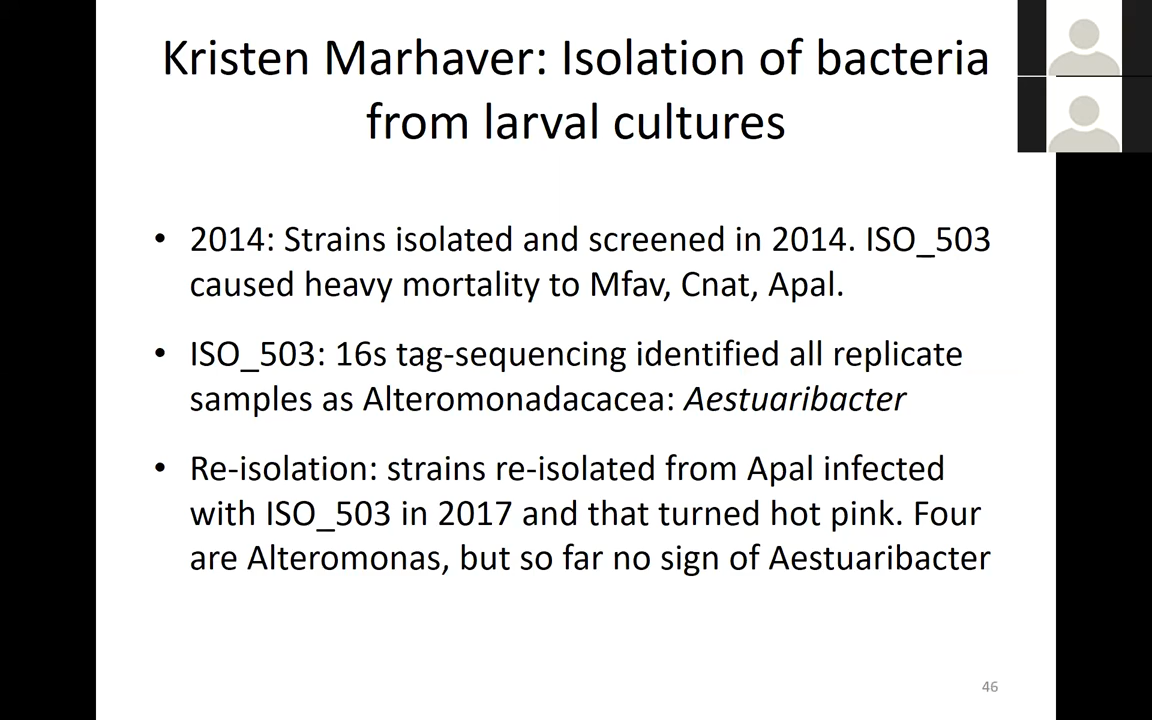 Kristen Marhaver: Isolation of bacteria
from larval cultures
• 2014: Strains isolated and screened in 2014. ISO_503
caused heavy mortality to Mfav, Cnat, Apal.
• ISO_503: 16s tag-sequencing identified all replicate
samples as Alteromonadacacea: Aestuaribacter
• Re-isolation: strains re-isolated from Apal infected
with ISO_503 in 2017 and that turned hot pink. Four
are Alteromonas, but so far no sign of Aestuaribacter
46